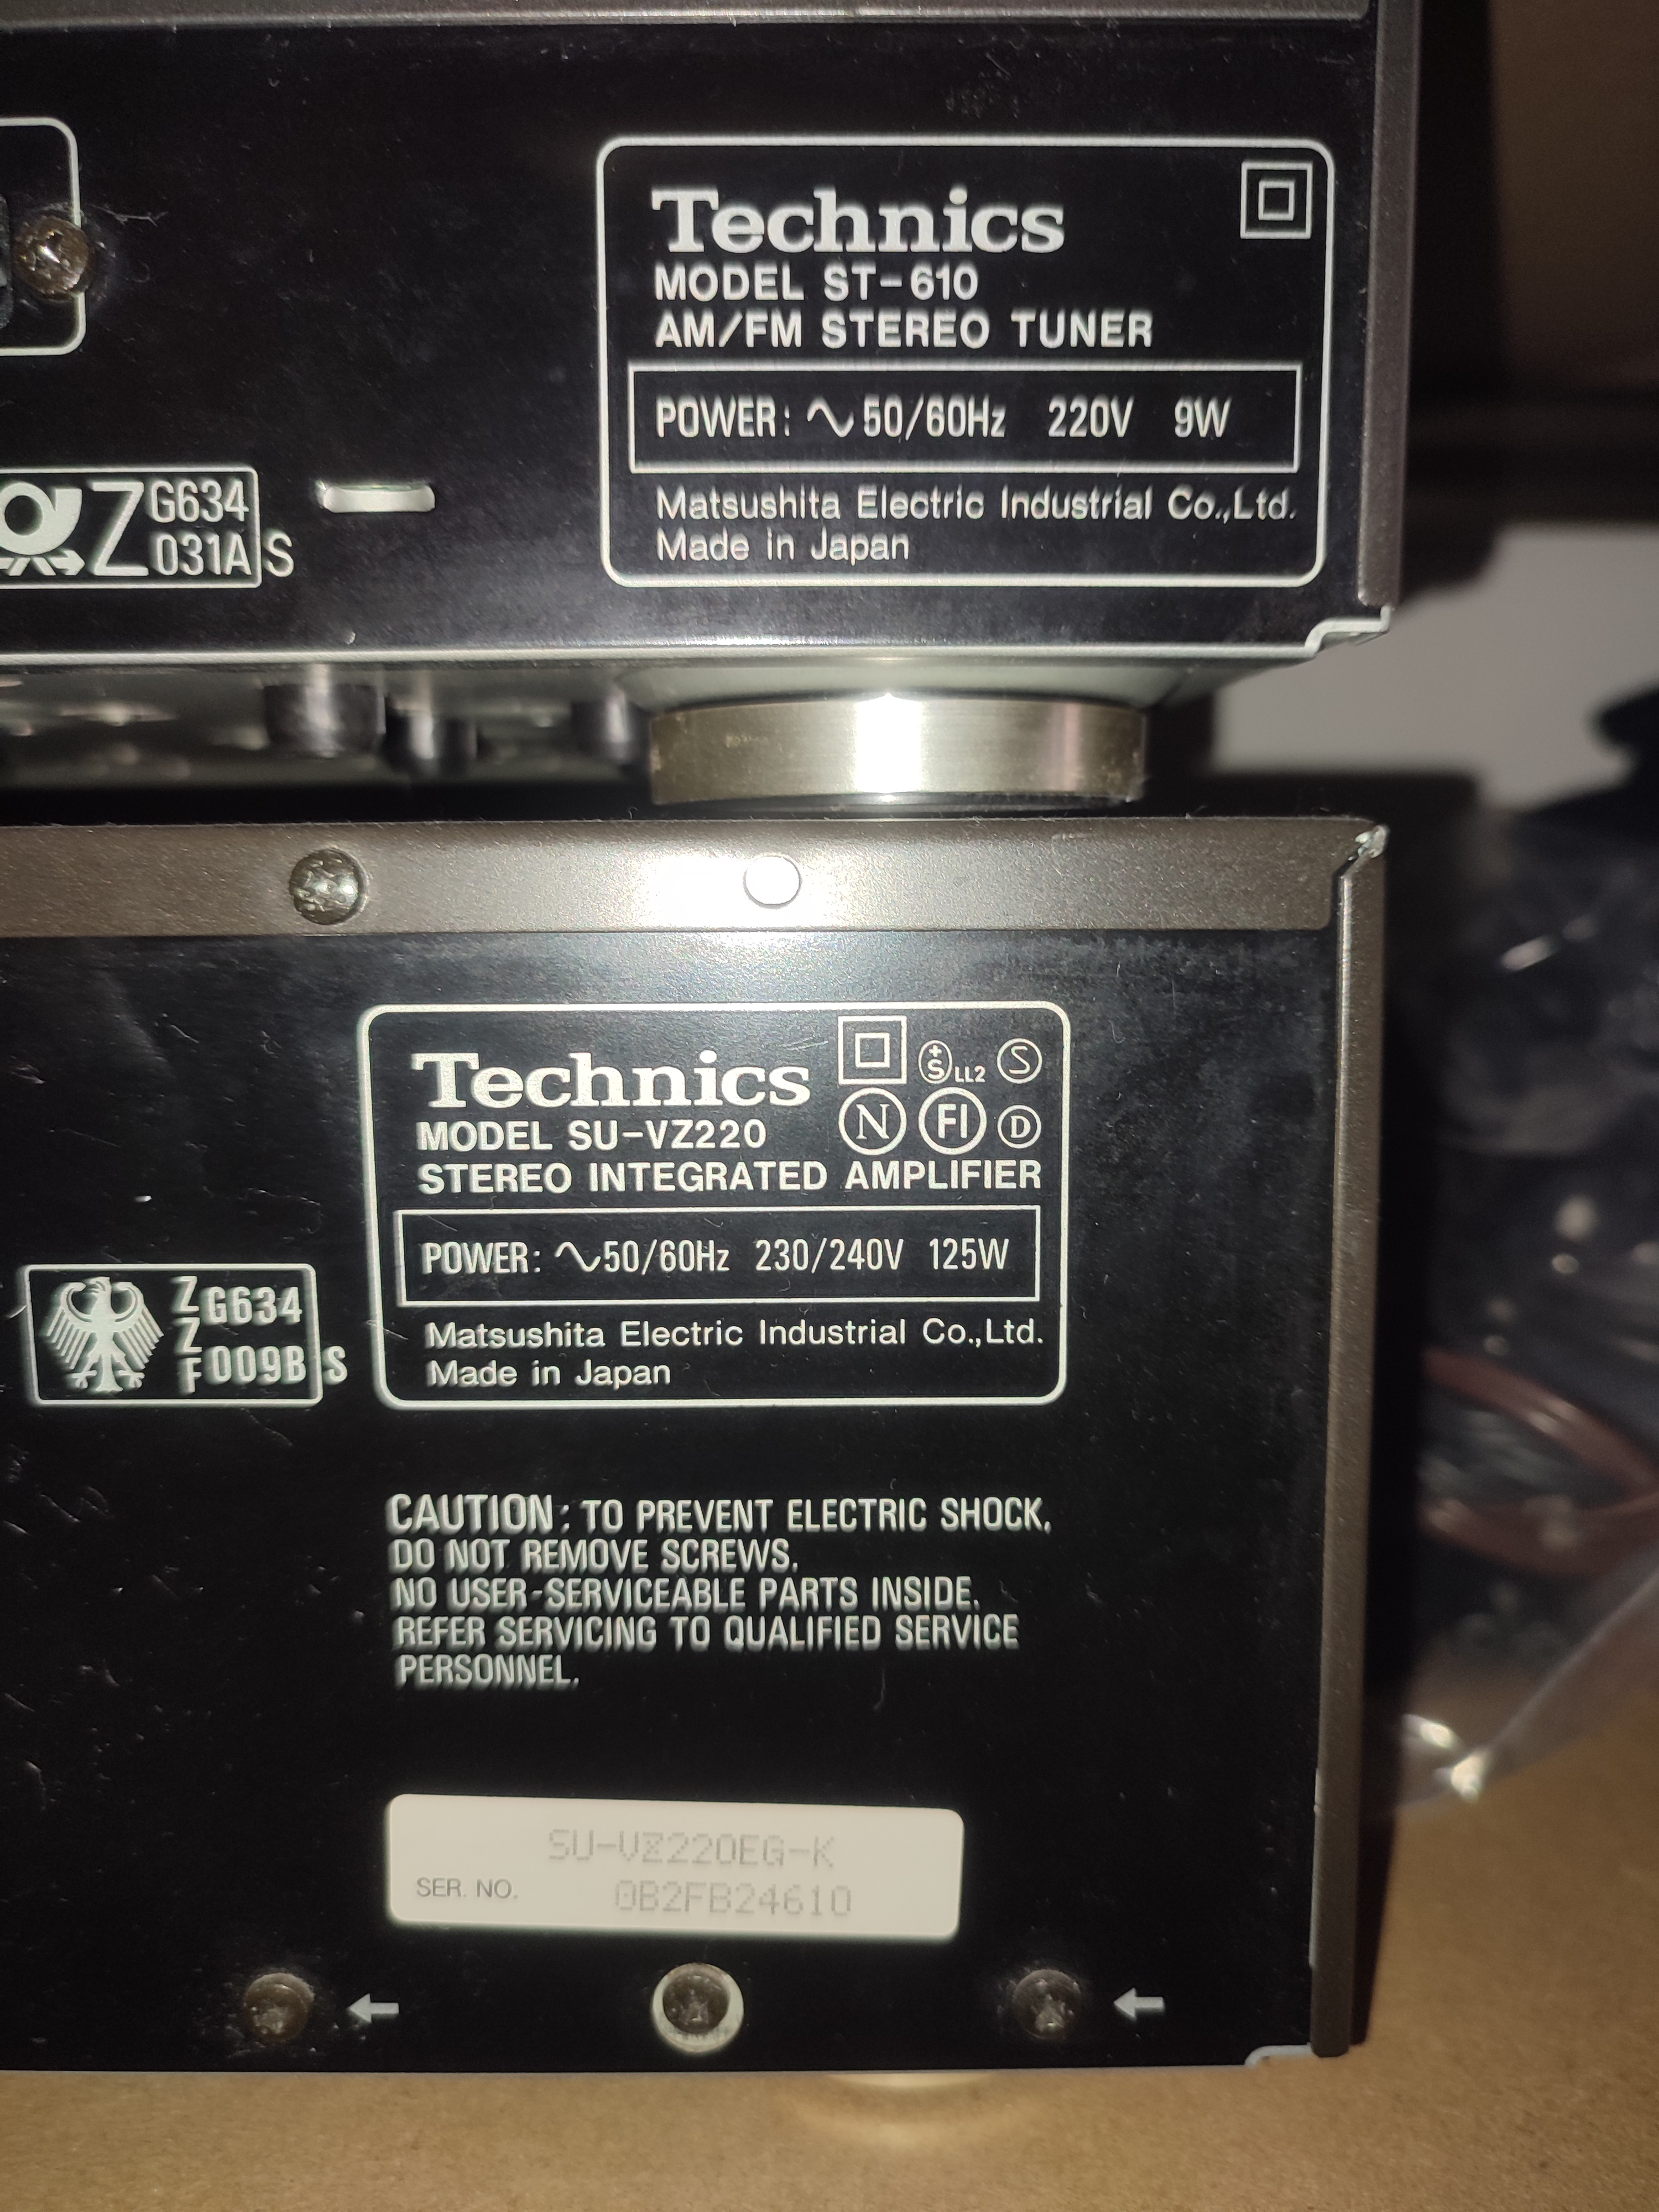 Technics
MODEL ST-610
AM/FM STEREO TUNER
POWER: ∿50/60Hz 220V 9W
Matsushita Electric Industrial Co.,Ltd.
Made in Japan
Z G634
031A S
Technics
MODEL SU-VZ220
STEREO INTEGRATED AMPLIFIER
S LL2 S
N FI D
POWER: ∿50/60Hz 230/240V 125W
Matsushita Electric Industrial Co.,Ltd.
Made in Japan
Z G634
Z
F 009B S
CAUTION: TO PREVENT ELECTRIC SHOCK,
DO NOT REMOVE SCREWS.
NO USER-SERVICEABLE PARTS INSIDE.
REFER SERVICING TO QUALIFIED SERVICE
PERSONNEL.
SU-VZ220EG-K
SER. NO. 0B2FB24610